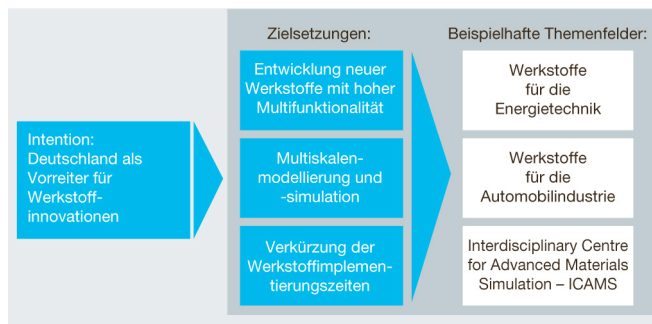 Intention:
Deutschland als
Vorreiter für
Werkstoff-
innovationen
Zielsetzungen:
Entwicklung neuer
Werkstoffe mit hoher
Multifunktionalität
Multiskalen-
modellierung und
-simulation
Verkürzung der
Werkstoffimplemen-
tierungszeiten
Beispielhafte Themenfelder:
Werkstoffe
für die
Energietechnik
Werkstoffe
für die
Automobilindustrie
Interdisciplinary Centre
for Advanced Materials
Simulation – ICAMS